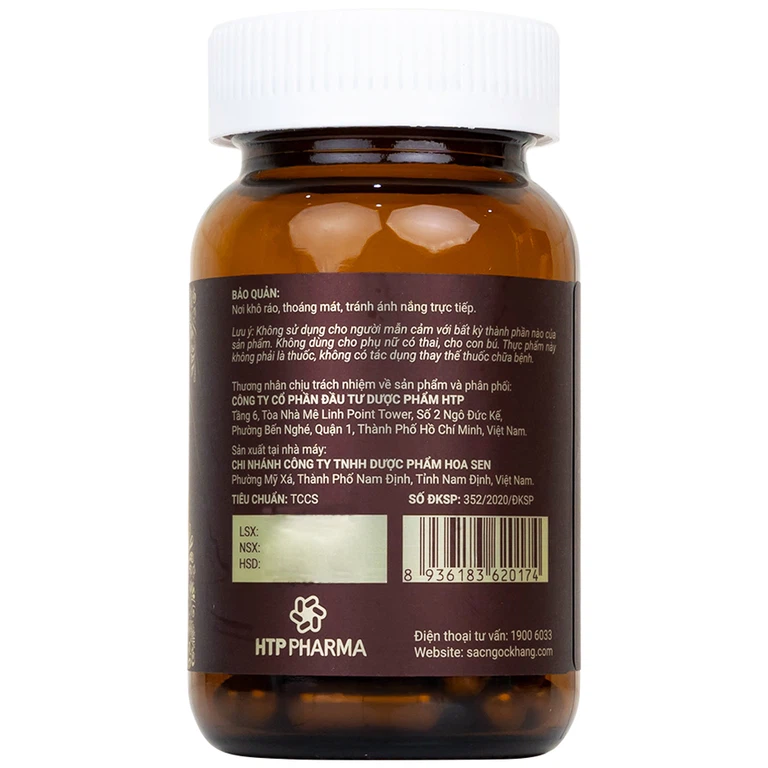 BẢO QUẢN:
Nơi khô ráo, thoáng mát, tránh ánh nắng trực tiếp.
Lưu ý: Không sử dụng cho người mẫn cảm với bất kỳ thành phần nào của
sản phẩm. Không dùng cho phụ nữ có thai, cho con bú. Thực phẩm này
không phải là thuốc, không có tác dụng thay thế thuốc chữa bệnh.
Thương nhân chịu trách nhiệm về sản phẩm và phân phối:
CÔNG TY CỔ PHẦN ĐẦU TƯ DƯỢC PHẨM HTP
Tầng 6, Tòa Nhà Mê Linh Point Tower, Số 2 Ngô Đức Kế,
Phường Bến Nghé, Quận 1, Thành Phố Hồ Chí Minh, Việt Nam.
Sản xuất tại nhà máy:
CHI NHÁNH CÔNG TY TNHH DƯỢC PHẨM HOA SEN
Phường Mỹ Xá, Thành Phố Nam Định, Tỉnh Nam Định, Việt Nam.
TIÊU CHUẨN: TCCS SỐ ĐKSP: 352/2020/ĐKSP
LSX:
NSX:
HSD:
8 936183 620174
HTP PHARMA
Điện thoại tư vấn: 1900 6033
Website: sacngockhang.com